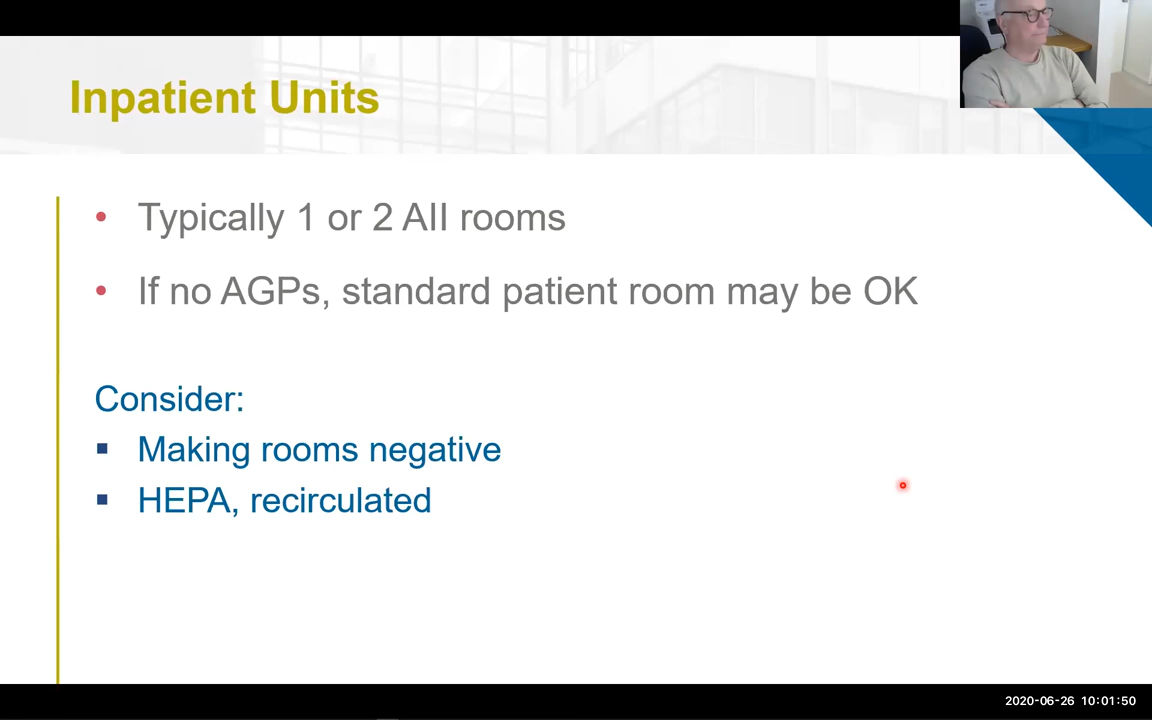 Inpatient Units
• Typically 1 or 2 AII rooms
• If no AGPs, standard patient room may be OK
Consider:
▪ Making rooms negative
▪ HEPA, recirculated
2020-06-26 10:01:50